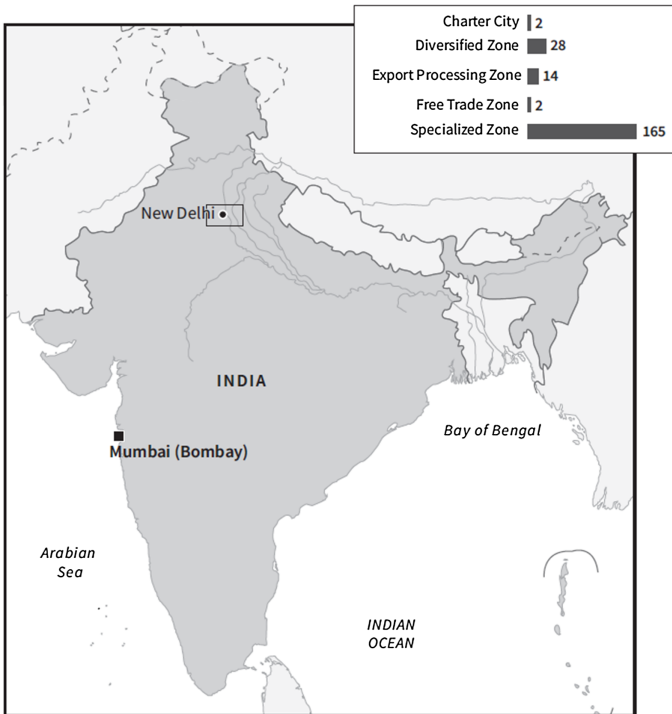 Charter City 2
Diversified Zone 28
Export Processing Zone 14
Free Trade Zone 2
Specialized Zone 165
New Delhi
INDIA
Bay of Bengal
Mumbai (Bombay)
Arabian
Sea
INDIAN
OCEAN